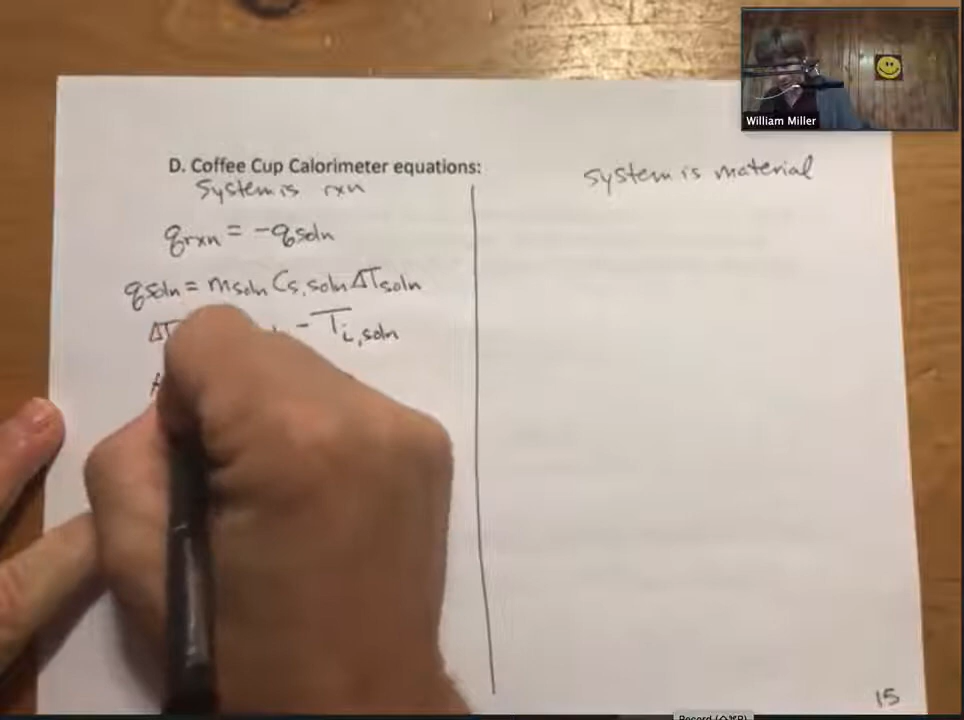 William Miller
D. Coffee Cup Calorimeter equations:
system is rxn
system is material
qrxn = -qsoln
qsoln = msoln Cs,soln ΔTsoln
ΔT - Ti,soln
15